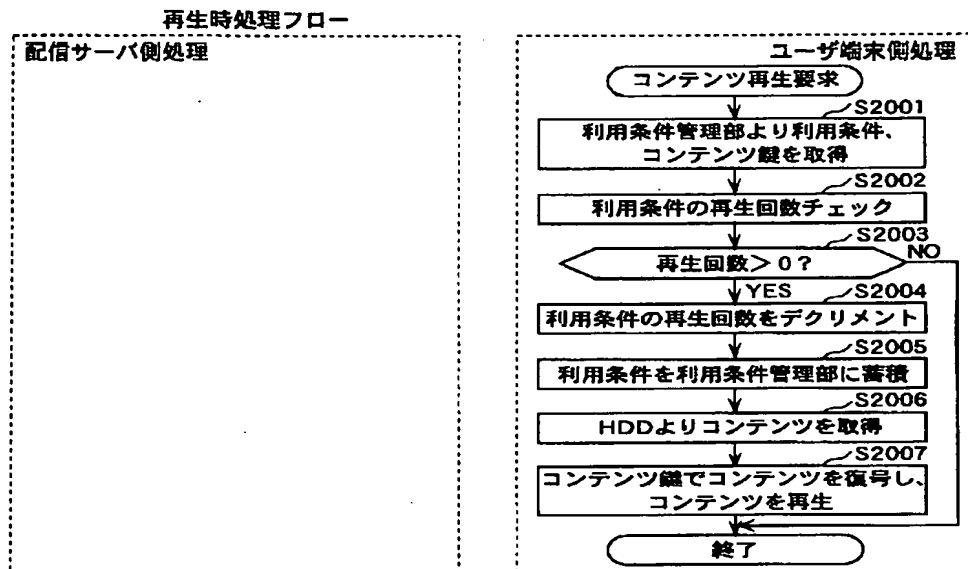 再生時処理フロー
配信サーバ側処理
ユーザ端末側処理
コンテンツ再生要求
S2001
利用条件管理部より利用条件、
コンテンツ鍵を取得
S2002
利用条件の再生回数チェック
S2003
再生回数＞0？
NO
YES
S2004
利用条件の再生回数をデクリメント
S2005
利用条件を利用条件管理部に蓄積
S2006
HDDよりコンテンツを取得
S2007
コンテンツ鍵でコンテンツを復号し、
コンテンツを再生
終了